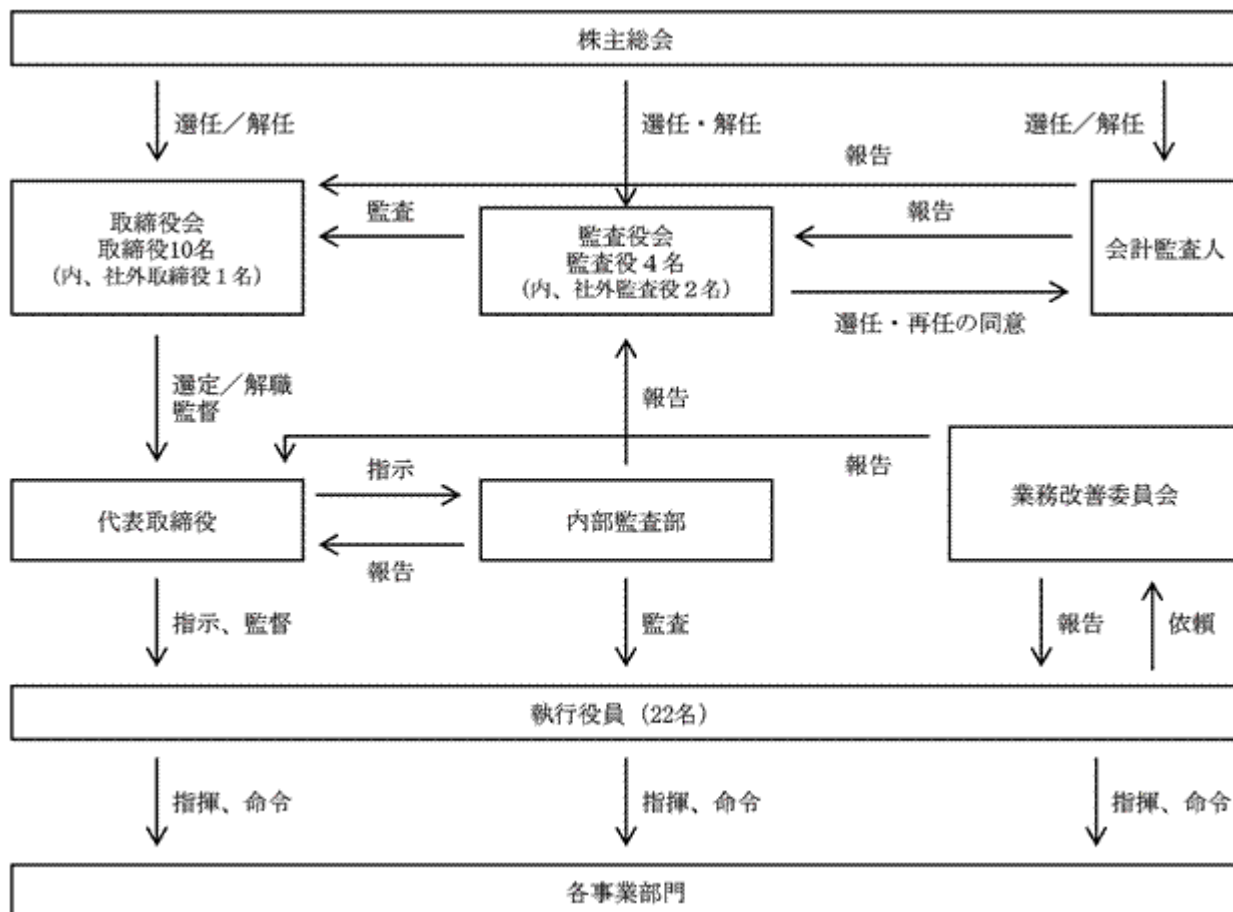 株主総会
選任／解任
選任・解任
選任／解任
報告
取締役会
取締役10名
(内、社外取締役１名)
監査
監査役会
監査役４名
(内、社外監査役２名)
報告
会計監査人
選任・再任の同意
選定／解職
監督
報告
報告
業務改善委員会
代表取締役
指示
報告
内部監査部
指示、監督
監査
報告
依頼
執行役員 (22名)
指揮、命令
指揮、命令
指揮、命令
各事業部門